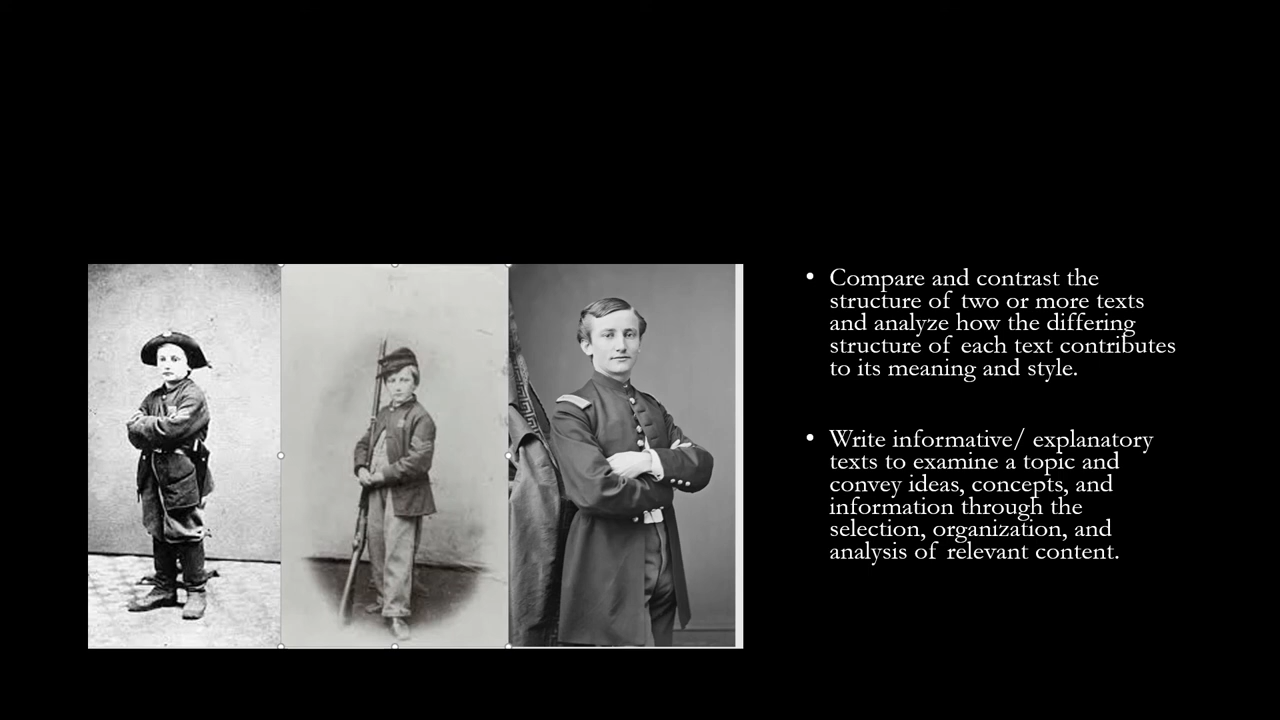 • Compare and contrast the
structure of two or more texts
and analyze how the differing
structure of each text contributes
to its meaning and style.
• Write informative/ explanatory
texts to examine a topic and
convey ideas, concepts, and
information through the
selection, organization, and
analysis of relevant content.